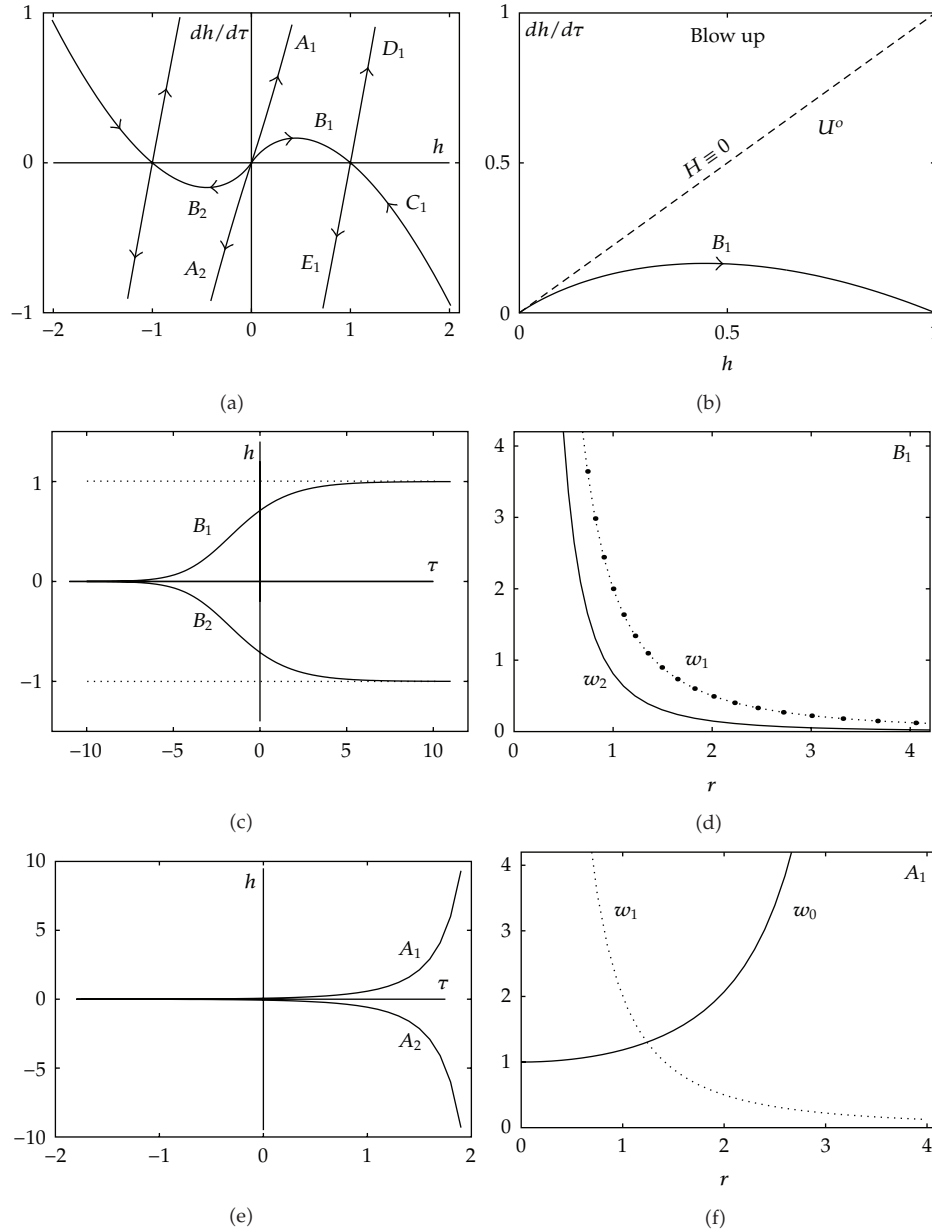 1
dh/dτ
A₁
D₁
B₁
h
0
B₂
C₁
A₂
E₁
−1
−2
−1
0
1
2
(a)
1
dh/dτ
Blow up
U°
H ≡ 0
0.5
B₁
0
0
0.5
1
h
(b)
h
1
B₁
τ
0
B₂
−1
−10
−5
0
5
10
(c)
4
B₁
3
2
w₁
1
w₂
0
0
1
2
3
4
r
(d)
10
h
5
A₁
τ
0
A₂
−5
−10
−2
−1
0
1
2
(e)
4
A₁
w₁
w₀
3
2
1
0
0
1
2
3
4
r
(f)